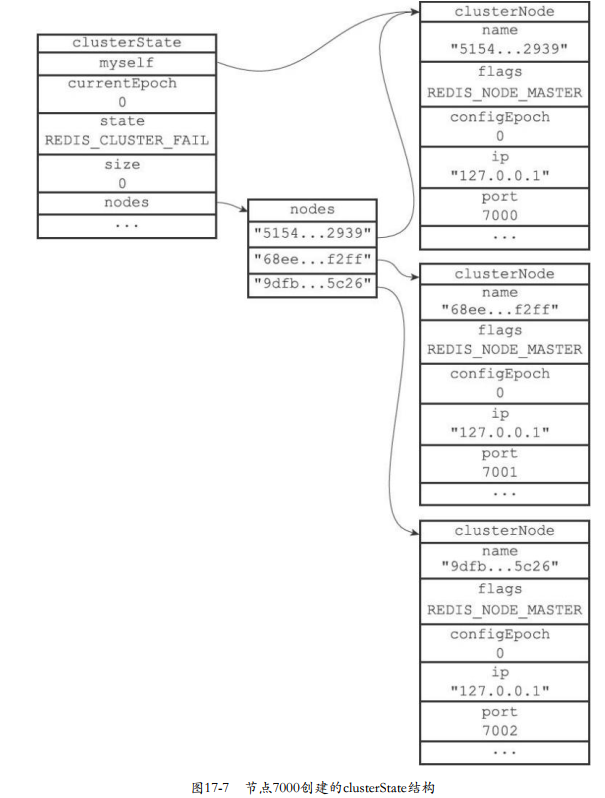 clusterState
myself
currentEpoch
0
state
REDIS_CLUSTER_FAIL
size
0
nodes
...
nodes
"5154...2939"
"68ee...f2ff"
"9dfb...5c26"
clusterNode
name
"5154...2939"
flags
REDIS_NODE_MASTER
configEpoch
0
ip
"127.0.0.1"
port
7000
...
clusterNode
name
"68ee...f2ff"
flags
REDIS_NODE_MASTER
configEpoch
0
ip
"127.0.0.1"
port
7001
...
clusterNode
name
"9dfb...5c26"
flags
REDIS_NODE_MASTER
configEpoch
0
ip
"127.0.0.1"
port
7002
...
图17-7 节点7000创建的clusterState结构